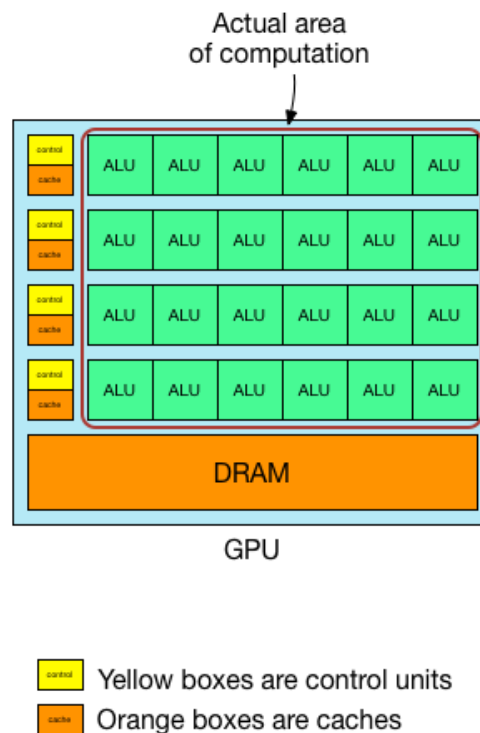 Actual area
of computation
control
cache
ALU ALU ALU ALU ALU ALU
control
cache
ALU ALU ALU ALU ALU ALU
control
cache
ALU ALU ALU ALU ALU ALU
control
cache
ALU ALU ALU ALU ALU ALU
DRAM
GPU
control
Yellow boxes are control units
cache
Orange boxes are caches